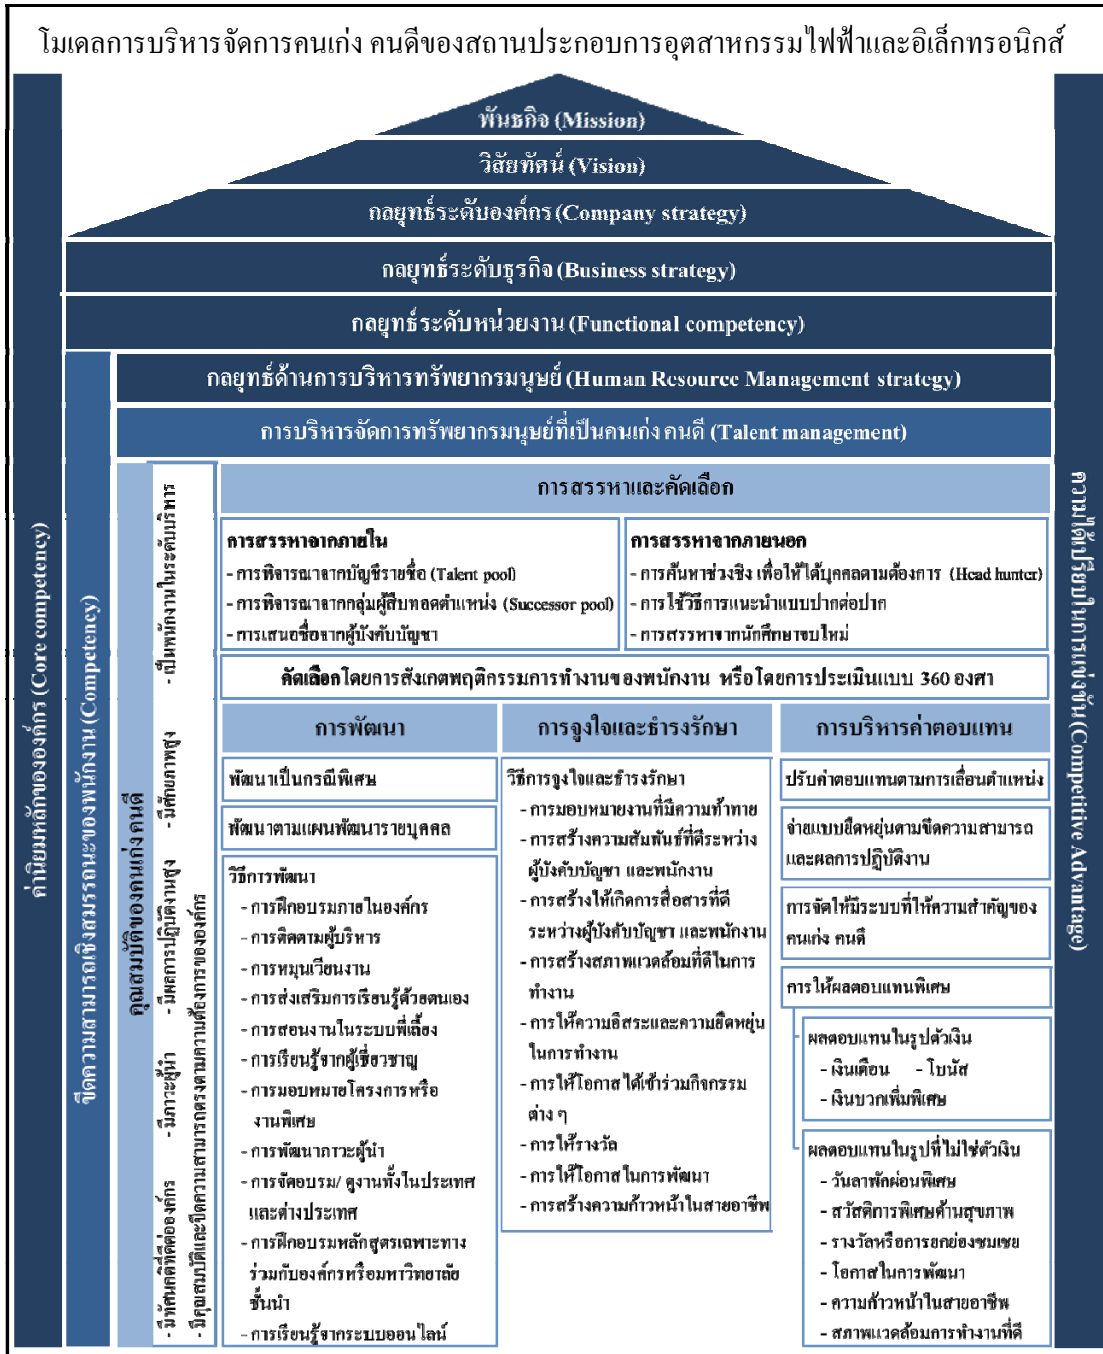 โมเดลการบริหารจัดการคนเก่ง คนดีของสถานประกอบการอุตสาหกรรมไฟฟ้าและอิเล็กทรอนิกส์
พันธกิจ (Mission)
วิสัยทัศน์ (Vision)
กลยุทธ์ระดับองค์กร (Company strategy)
กลยุทธ์ระดับธุรกิจ (Business strategy)
กลยุทธ์ระดับหน่วยงาน (Functional competency)
กลยุทธ์ด้านการบริหารทรัพยากรมนุษย์ (Human Resource Management strategy)
การบริหารจัดการทรัพยากรมนุษย์ที่เป็นคนเก่ง คนดี (Talent management)
ค่านิยมหลักขององค์กร (Core competency)
ขีดความสามารถเชิงสมรรถนะของพนักงาน (Competency)
คุณสมบัติของคนเก่ง คนดี
- มีทัศนคติที่ดีต่อองค์กร - มีภาวะผู้นำ - มีผลการปฏิบัติงานสูง - มีศักยภาพสูง - เป็นพนักงานในระดับบริหาร
- มีคุณสมบัติและขีดความสามารถตรงตามความต้องการขององค์กร
การสรรหาและคัดเลือก
การสรรหาจากภายใน
- การพิจารณาจากบัญชีรายชื่อ (Talent pool)
- การพิจารณาจากกลุ่มผู้สืบทอดตำแหน่ง (Successor pool)
- การเสนอชื่อจากผู้บังคับบัญชา
การสรรหาจากภายนอก
- การค้นหาช่วงชิง เพื่อให้ได้บุคคลตามต้องการ (Head hunter)
- การใช้วิธีการแนะนำแบบปากต่อปาก
- การสรรหาจากนักศึกษาจบใหม่
คัดเลือกโดยการสังเกตพฤติกรรมการทำงานของพนักงาน หรือโดยการประเมินแบบ 360 องศา
การพัฒนา
พัฒนาเป็นกรณีพิเศษ
พัฒนาตามแผนพัฒนารายบุคคล
วิธีการพัฒนา
- การฝึกอบรมภายในองค์กร
- การติดตามผู้บริหาร
- การหมุนเวียนงาน
- การส่งเสริมการเรียนรู้ด้วยตนเอง
- การสอนงานในระบบพี่เลี้ยง
- การเรียนรู้จากผู้เชี่ยวชาญ
- การมอบหมายโครงการหรือ
งานพิเศษ
- การพัฒนาภาวะผู้นำ
- การจัดอบรม/ ดูงานทั้งในประเทศ
และต่างประเทศ
- การฝึกอบรมหลักสูตรเฉพาะทาง
ร่วมกับองค์กรหรือมหาวิทยาลัย
ชั้นนำ
- การเรียนรู้จากระบบออนไลน์
การจูงใจและธำรงรักษา
วิธีการจูงใจและธำรงรักษา
- การมอบหมายงานที่มีความท้าทาย
- การสร้างความสัมพันธ์ที่ดีระหว่าง
ผู้บังคับบัญชา และพนักงาน
- การสร้างให้เกิดการสื่อสารที่ดี
ระหว่างผู้บังคับบัญชา และพนักงาน
- การสร้างสภาพแวดล้อมที่ดีในการ
ทำงาน
- การให้ความอิสระและความยืดหยุ่น
ในการทำงาน
- การให้โอกาสได้เข้าร่วมกิจกรรม
ต่าง ๆ
- การให้รางวัล
- การให้โอกาสในการพัฒนา
- การสร้างความก้าวหน้าในสายอาชีพ
การบริหารค่าตอบแทน
ปรับค่าตอบแทนตามการเลื่อนตำแหน่ง
จ่ายแบบยืดหยุ่นตามขีดความสามารถ
และผลการปฏิบัติงาน
การจัดให้มีระบบที่ให้ความสำคัญของ
คนเก่ง คนดี
การให้ผลตอบแทนพิเศษ
ผลตอบแทนในรูปตัวเงิน
- เงินเดือน - โบนัส
- เงินบวกเพิ่มพิเศษ
ผลตอบแทนในรูปที่ไม่ใช่ตัวเงิน
- วันลาพักผ่อนพิเศษ
- สวัสดิการพิเศษด้านสุขภาพ
- รางวัลหรือการยกย่องชมเชย
- โอกาสในการพัฒนา
- ความก้าวหน้าในสายอาชีพ
- สภาพแวดล้อมการทำงานที่ดี
ความได้เปรียบในการแข่งขัน (Competitive Advantage)